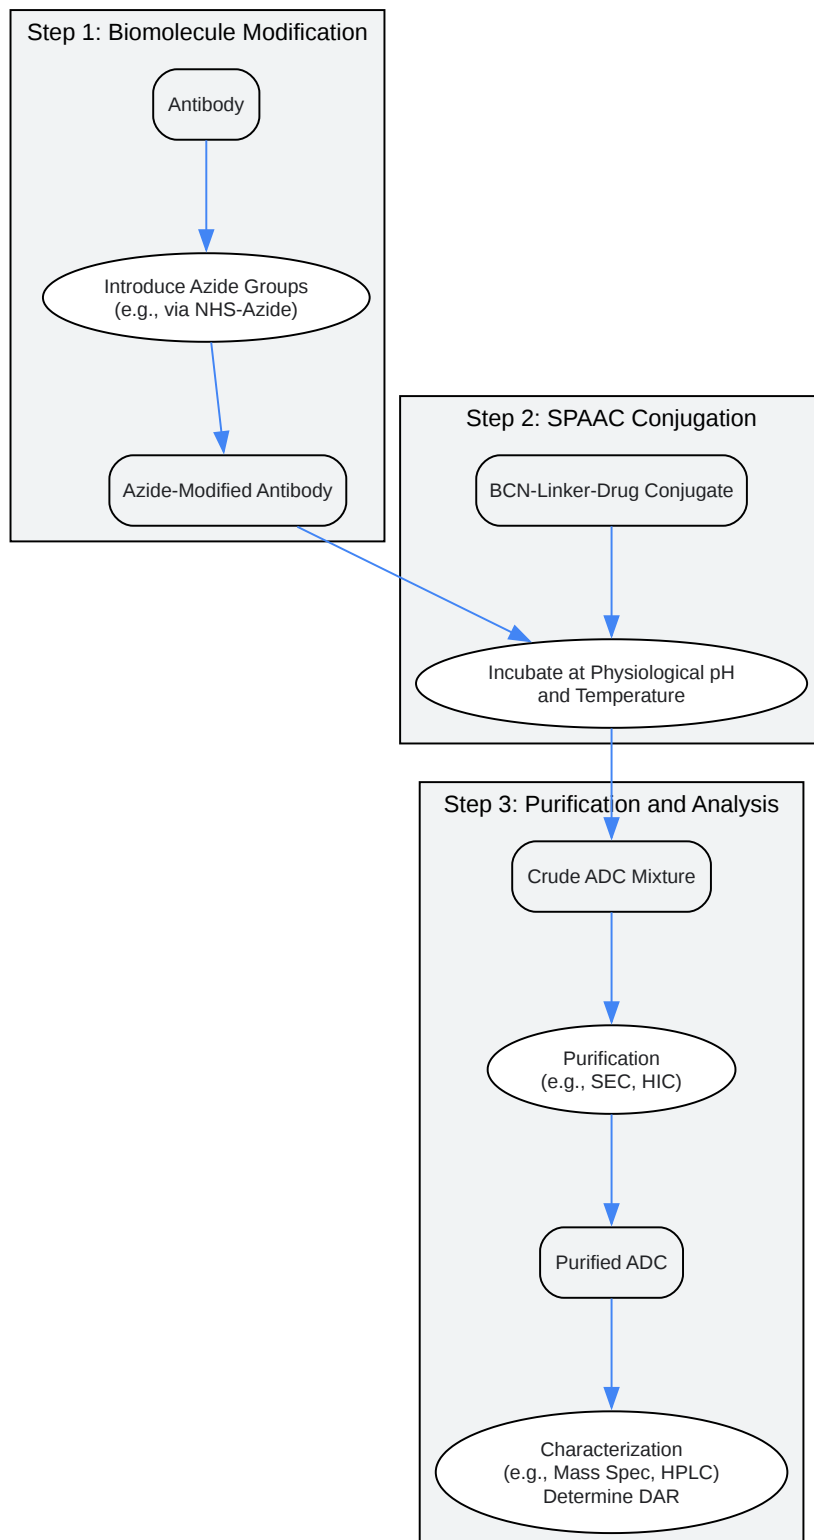 Step 1: Biomolecule Modification
Antibody
Introduce Azide Groups
(e.g., via NHS-Azide)
Azide-Modified Antibody
Step 2: SPAAC Conjugation
BCN-Linker-Drug Conjugate
Incubate at Physiological pH
and Temperature
Step 3: Purification and Analysis
Crude ADC Mixture
Purification
(e.g., SEC, HIC)
Purified ADC
Characterization
(e.g., Mass Spec, HPLC)
Determine DAR